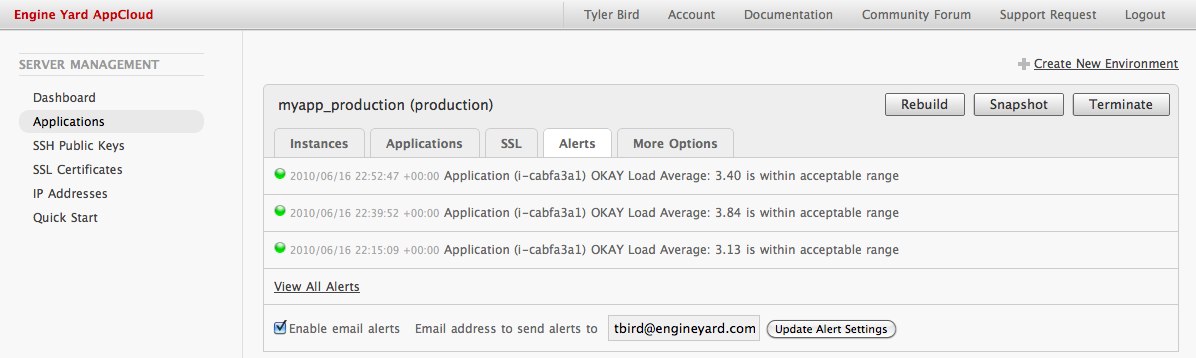 Engine Yard AppCloud Tyler Bird Account Documentation Community Forum Support Request Logout
SERVER MANAGEMENT
Dashboard
Applications
SSH Public Keys
SSL Certificates
IP Addresses
Quick Start
Create New Environment
myapp_production (production) Rebuild Snapshot Terminate
Instances Applications SSL Alerts More Options
2010/06/16 22:52:47 +00:00 Application (i-cabfa3a1) OKAY Load Average: 3.40 is within acceptable range
2010/06/16 22:39:52 +00:00 Application (i-cabfa3a1) OKAY Load Average: 3.84 is within acceptable range
2010/06/16 22:15:09 +00:00 Application (i-cabfa3a1) OKAY Load Average: 3.13 is within acceptable range
View All Alerts
Enable email alerts Email address to send alerts to tbird@engineyard.com Update Alert Settings